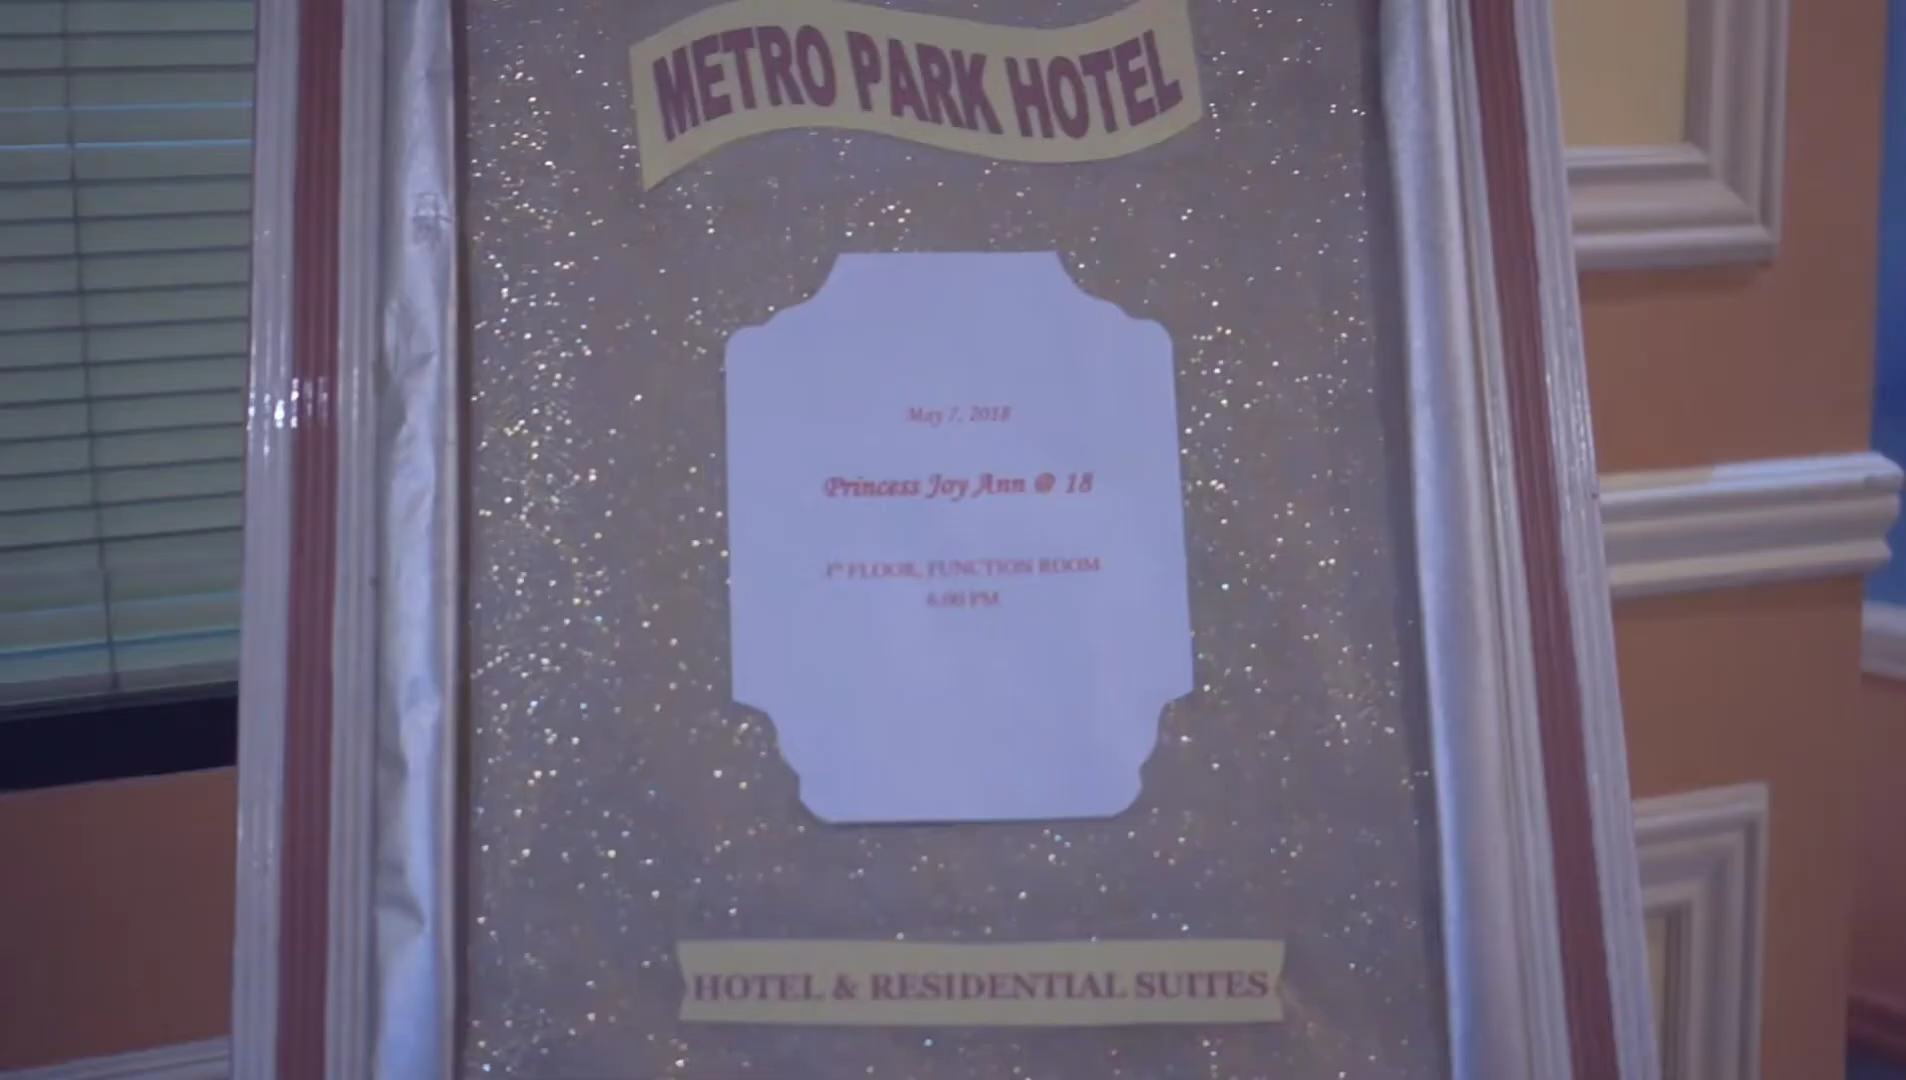 METRO PARK HOTEL
May 7, 2018
Princess Joy Ann @ 18
FLOOR, FUNCTION ROOM
6:00 PM
HOTEL & RESIDENTIAL SUITES